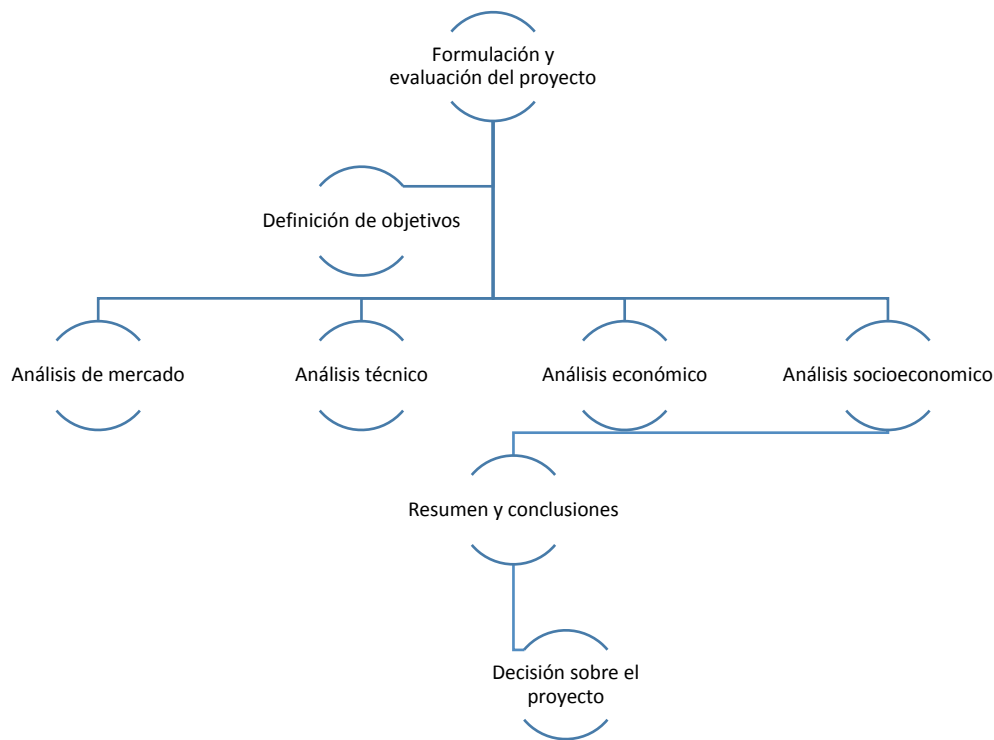 Formulación y
evaluación del proyecto
Definición de objetivos
Análisis de mercado
Análisis técnico
Análisis económico
Análisis socioeconomico
Resumen y conclusiones
Decisión sobre el
proyecto